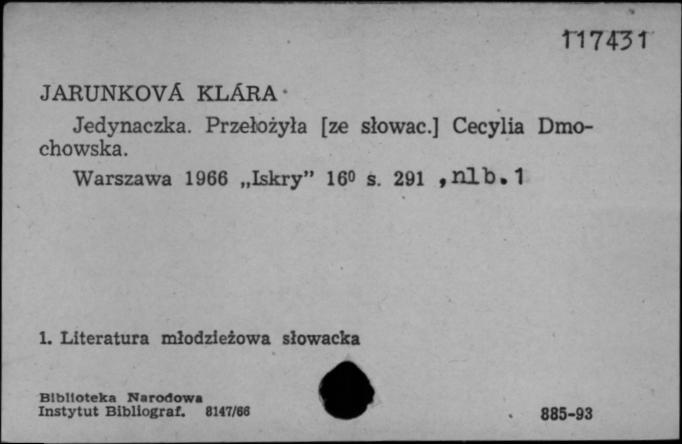 117431
JARUNKOVÁ KLÁRA
Jedynaczka. Przełożyła [ze słowac.] Cecylia Dmo-
chowska.
Warszawa 1966 „Iskry” 16⁰ s. 291 ,nlb.1
1. Literatura młodzieżowa słowacka
Biblioteka Narodowa
Instytut Bibliograf. 8147/66
885-93